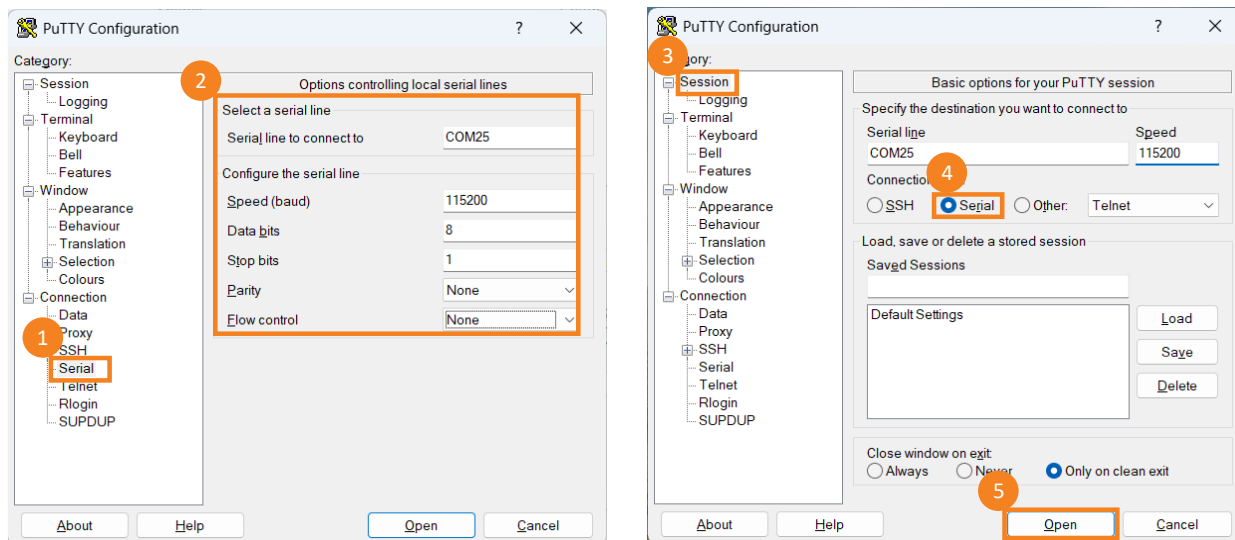 PuTTY Configuration ? ×
Category:
Session
Logging
Terminal
Keyboard
Bell
Features
Window
Appearance
Behaviour
Translation
Selection
Colours
Connection
Data
Proxy
SSH
Serial
Telnet
Rlogin
SUPDUP
1
2
Options controlling local serial lines
Select a serial line
Serial line to connect to COM25
Configure the serial line
Speed (baud) 115200
Data bits 8
Stop bits 1
Parity None
Flow control None
About Help Open Cancel
PuTTY Configuration ? ×
3
gory:
Session
Logging
Terminal
Keyboard
Bell
Features
Window
Appearance
Behaviour
Translation
Selection
Colours
Connection
Data
Proxy
SSH
Serial
Telnet
Rlogin
SUPDUP
Basic options for your PuTTY session
Specify the destination you want to connect to
Serial line Speed
COM25 115200
Connection
4
SSH Serial Other: Telnet
Load, save or delete a stored session
Saved Sessions
Default Settings
Load
Save
Delete
Close window on exit:
Always Never Only on clean exit
5
About Help Open Cancel